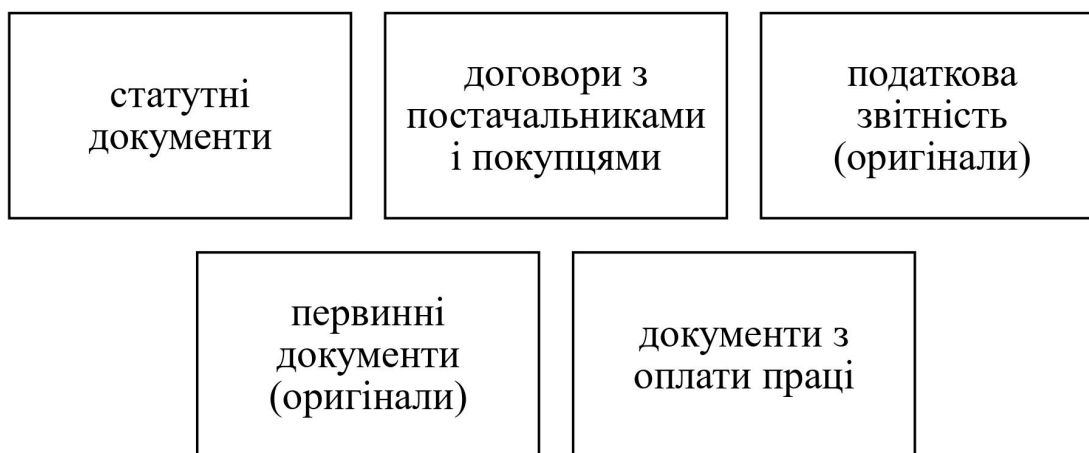 статутні
документи
договори з
постачальниками
і покупцями
податкова
звітність
(оригінали)
первинні
документи
(оригінали)
документи з
оплати праці